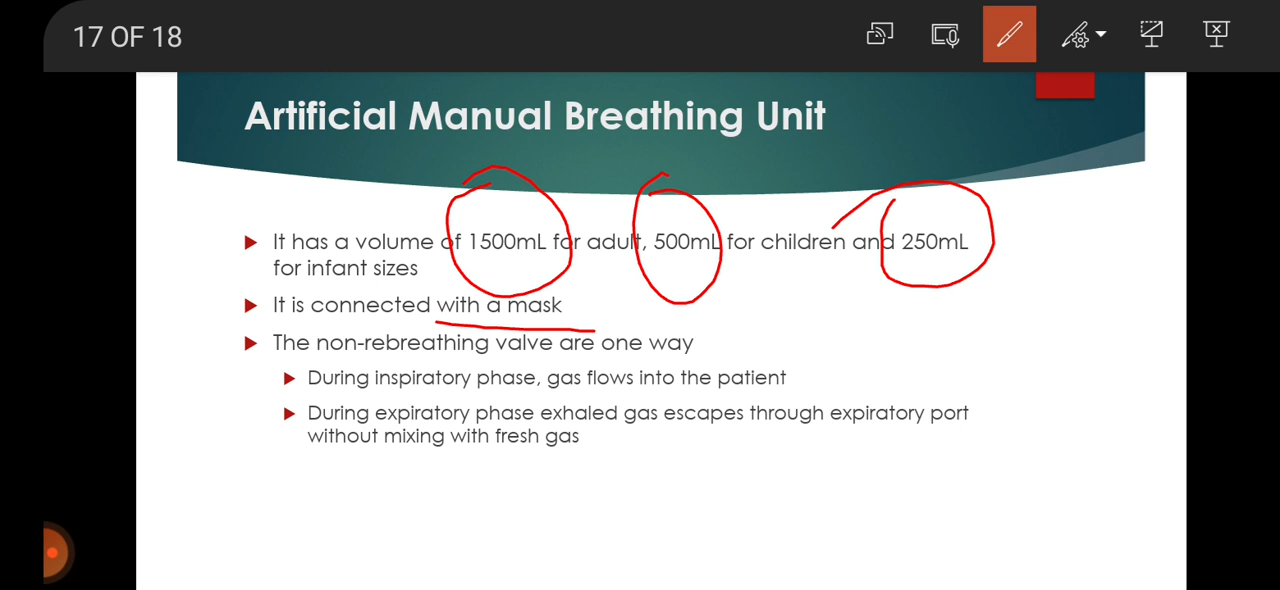 17 OF 18
Artificial Manual Breathing Unit
It has a volume of 1500mL for adult, 500mL for children and 250mL
for infant sizes
It is connected with a mask
The non-rebreathing valve are one way
During inspiratory phase, gas flows into the patient
During expiratory phase exhaled gas escapes through expiratory port
without mixing with fresh gas